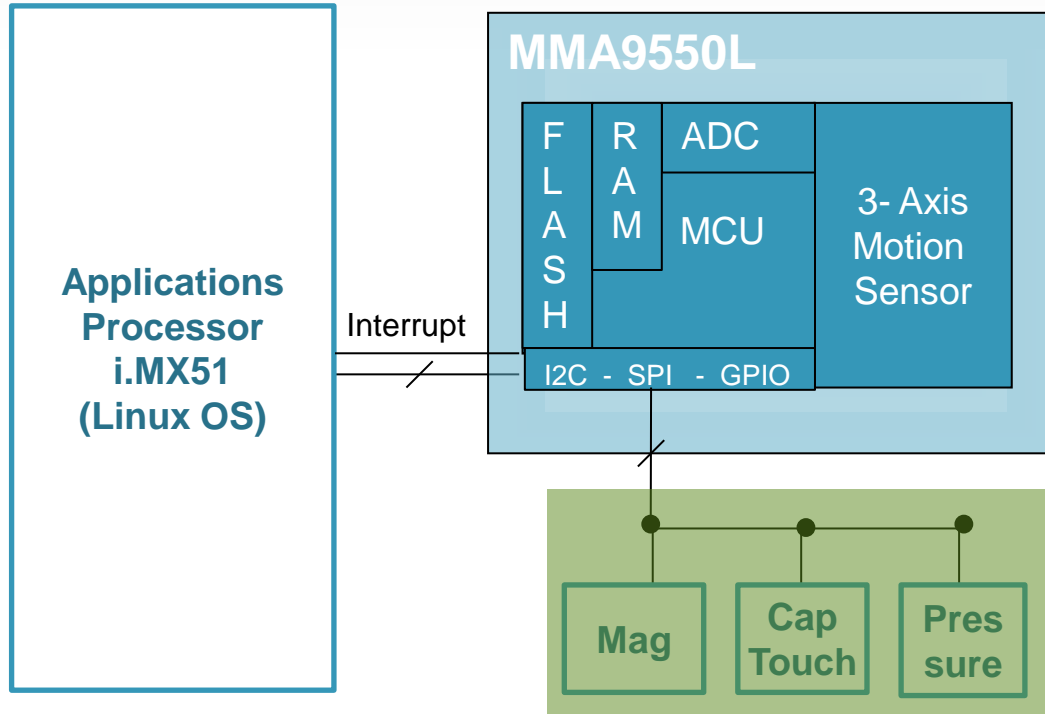 MMA9550L
F
L
A
S
H
R
A
M
ADC
MCU
3- Axis
Motion
Sensor
I2C - SPI - GPIO
Applications
Processor
i.MX51
(Linux OS)
Interrupt
Mag
Cap
Touch
Pres
sure